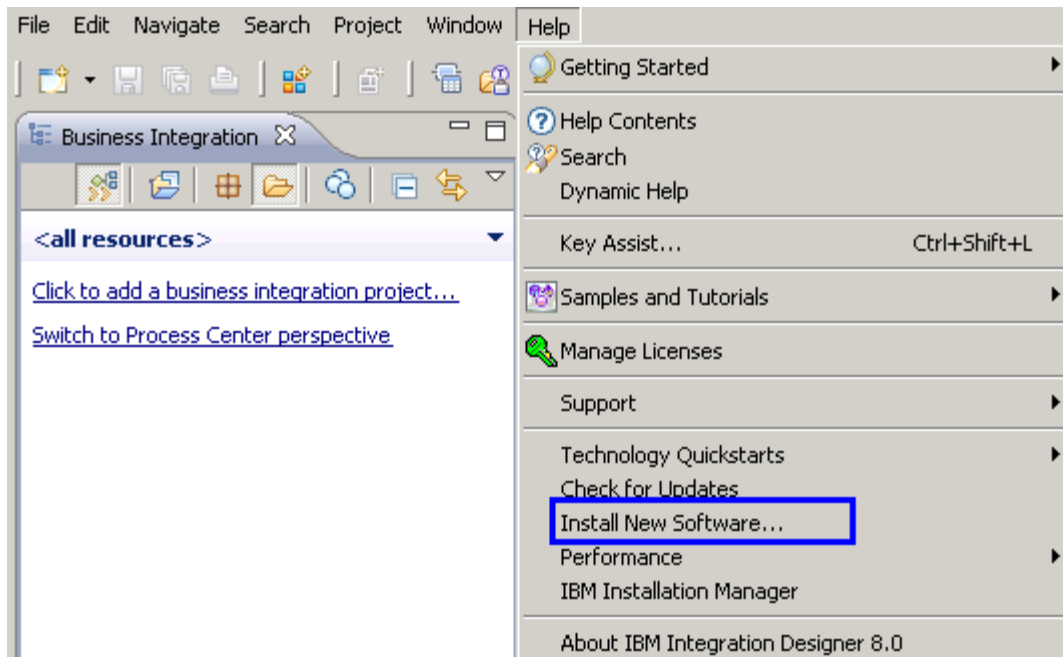 File Edit Navigate Search Project Window Help
Getting Started
Business Integration
Help Contents
Search
Dynamic Help
<all resources>
Key Assist... Ctrl+Shift+L
Click to add a business integration project...
Samples and Tutorials
Switch to Process Center perspective
Manage Licenses
Support
Technology Quickstarts
Check for Updates
Install New Software...
Performance
IBM Installation Manager
About IBM Integration Designer 8.0